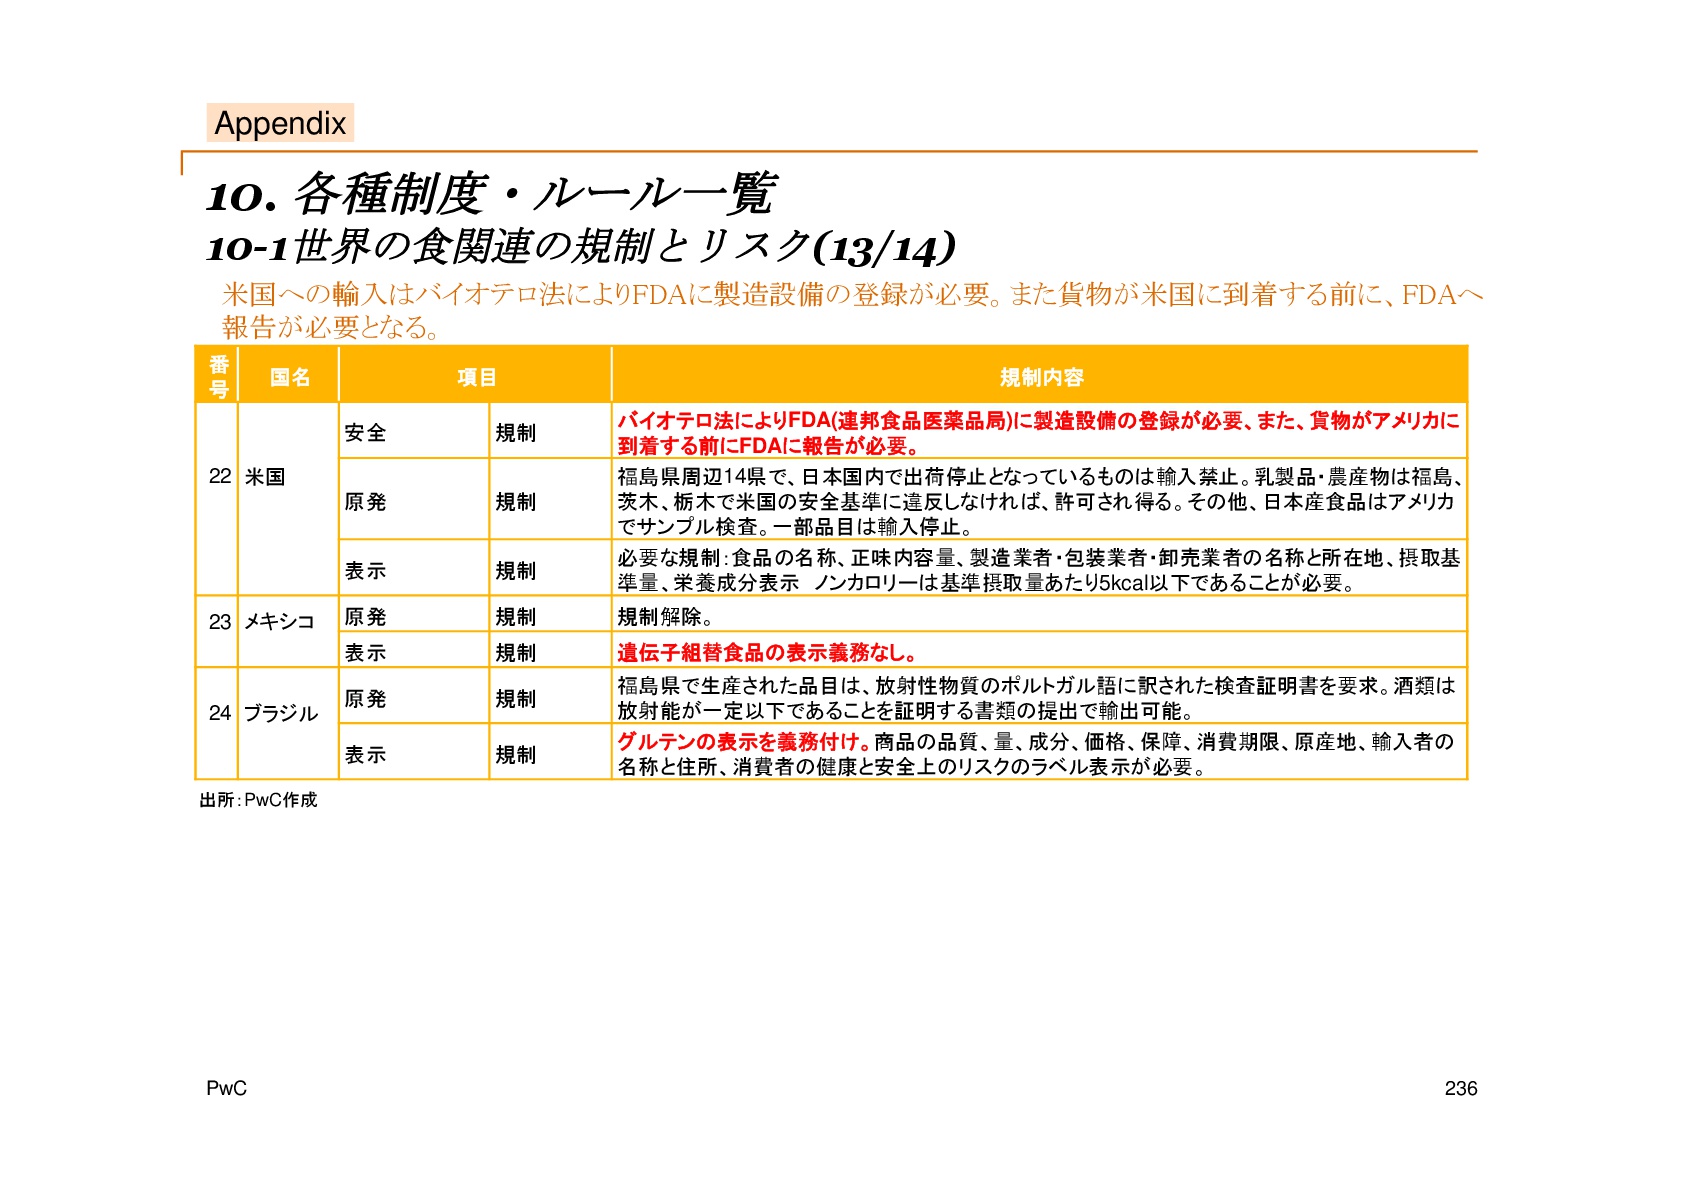 Appendix
10. 各種制度・ルール一覧
10-1世界の食関連の規制とリスク(13/14)
米国への輸入はバイオテロ法によりFDAに製造設備の登録が必要。また貨物が米国に到着する前に、FDAへ
報告が必要となる。
番号 国名 項目 規制内容
22 米国
安全 規制
バイオテロ法によりFDA(連邦食品医薬品局)に製造設備の登録が必要、また、貨物がアメリカに
到着する前にFDAに報告が必要。
原発 規制
福島県周辺14県で、日本国内で出荷停止となっているものは輸入禁止。乳製品・農産物は福島、
茨木、栃木で米国の安全基準に違反しなければ、許可され得る。その他、日本産食品はアメリカ
でサンプル検査。一部品目は輸入停止。
表示 規制
必要な規制：食品の名称、正味内容量、製造業者・包装業者・卸売業者の名称と所在地、摂取基
準量、栄養成分表示 ノンカロリーは基準摂取量あたり5kcal以下であることが必要。
23 メキシコ
原発 規制 規制解除。
表示 規制 遺伝子組替食品の表示義務なし。
24 ブラジル
原発 規制
福島県で生産された品目は、放射性物質のポルトガル語に訳された検査証明書を要求。酒類は
放射能が一定以下であることを証明する書類の提出で輸出可能。
表示 規制
グルテンの表示を義務付け。商品の品質、量、成分、価格、保障、消費期限、原産地、輸入者の
名称と住所、消費者の健康と安全上のリスクのラベル表示が必要。
出所：PwC作成
PwC
236